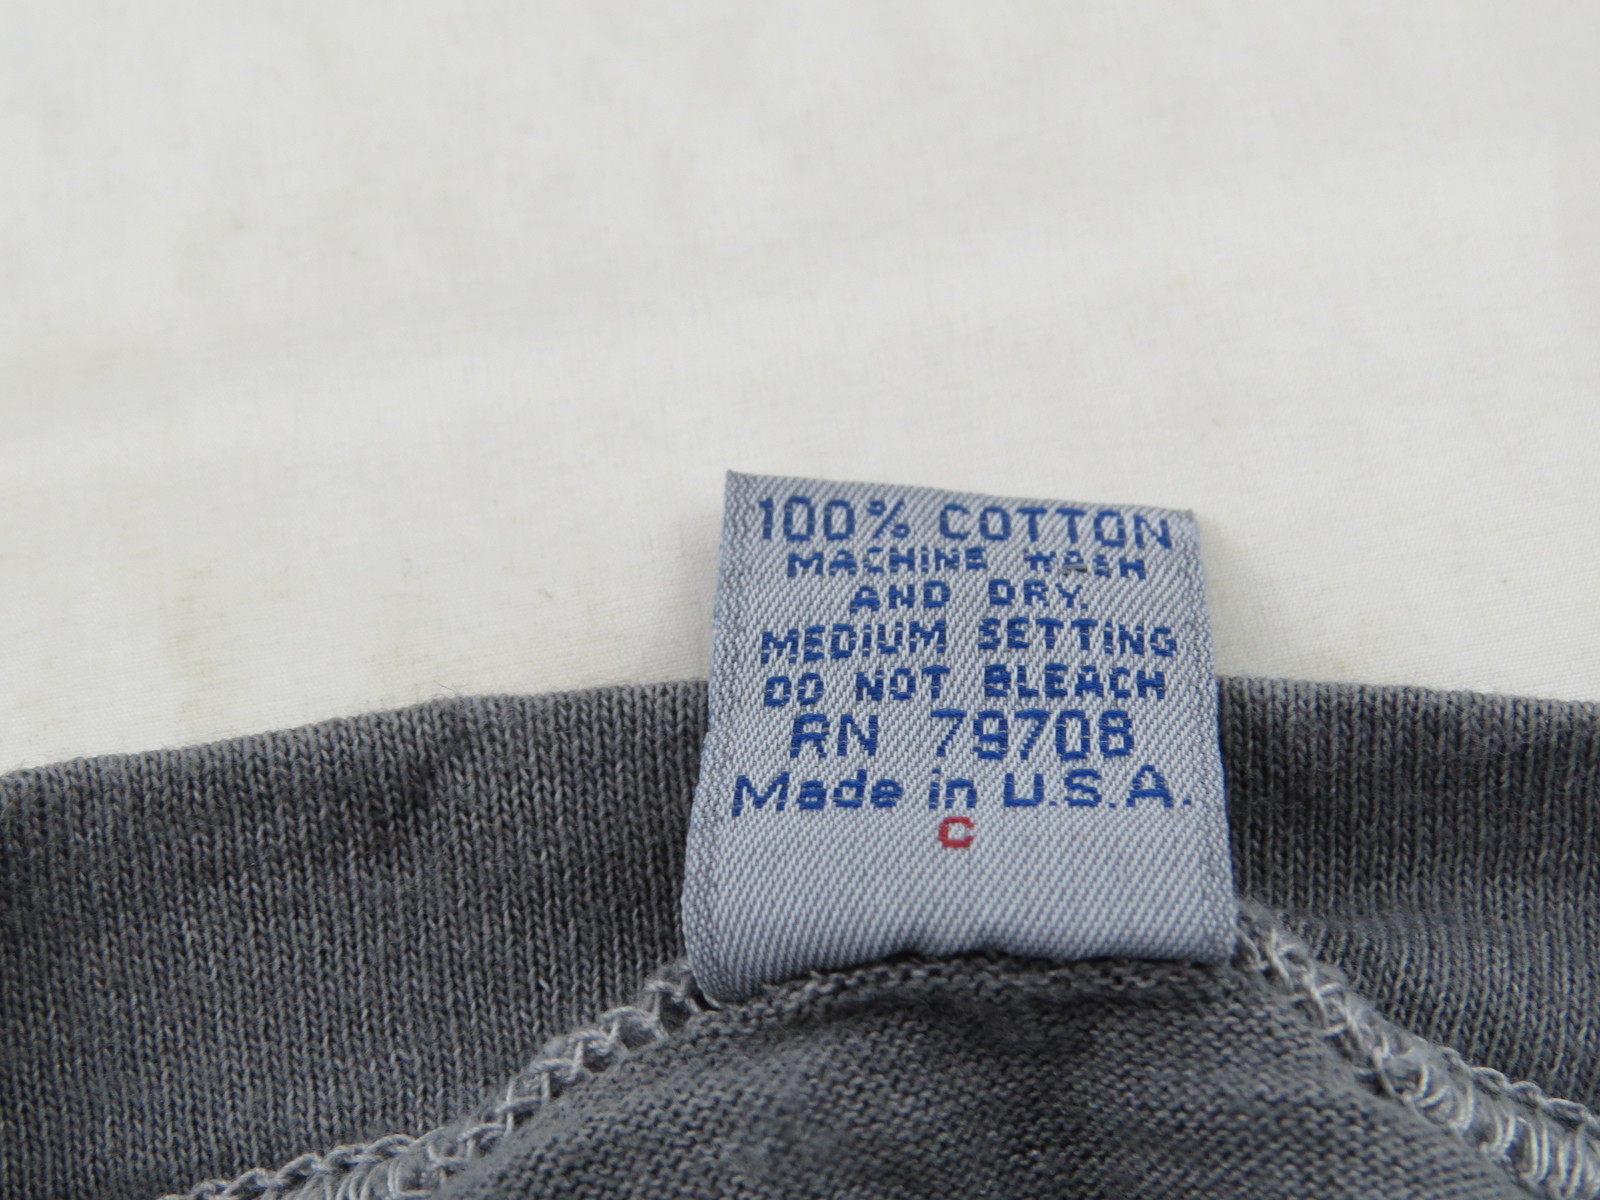 100% COTTON
MACHINE WASH
AND DRY.
MEDIUM SETTING
DO NOT BLEACH
RN 79708
Made in U.S.A.
C